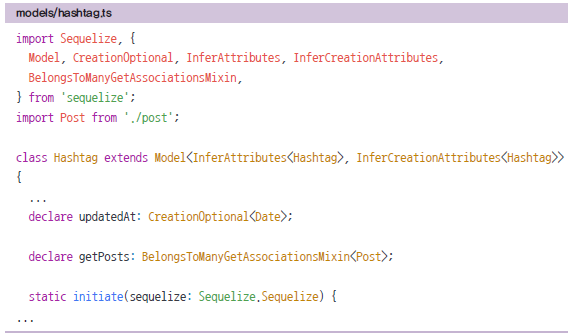 models/hashtag.ts
import Sequelize, {
  Model, CreationOptional, InferAttributes, InferCreationAttributes,
  BelongsToManyGetAssociationsMixin,
} from 'sequelize';
import Post from './post';
class Hashtag extends Model<InferAttributes<Hashtag>, InferCreationAttributes<Hashtag>>
{
  ...
  declare updatedAt: CreationOptional<Date>;
  declare getPosts: BelongsToManyGetAssociationsMixin<Post>;
  static initiate(sequelize: Sequelize.Sequelize) {
...